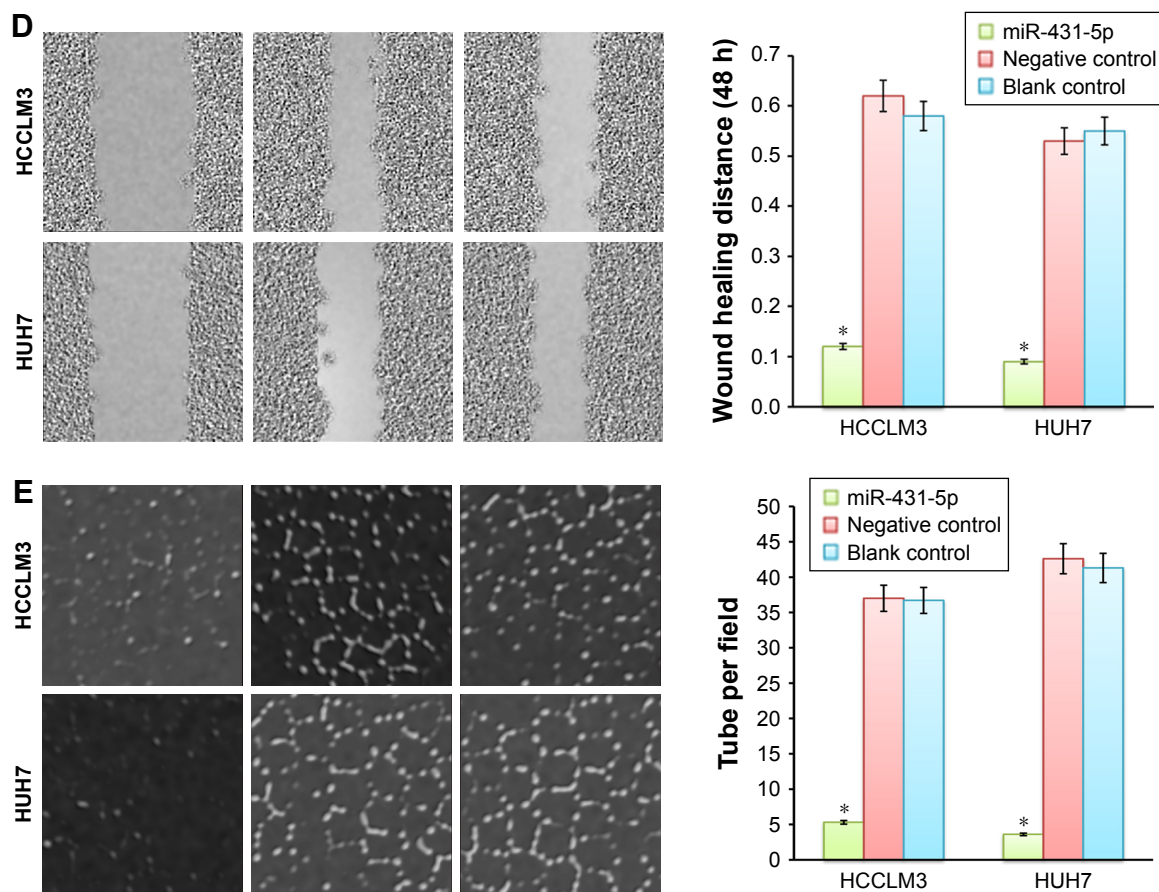 D
HCCLM3
HUH7
Wound healing distance (48 h)
0.7
0.6
0.5
0.4
0.3
0.2
0.1
0.0
miR-431-5p
Negative control
Blank control
*
*
HCCLM3
HUH7
E
HCCLM3
HUH7
Tube per field
50
45
40
35
30
25
20
15
10
5
0
miR-431-5p
Negative control
Blank control
*
*
HCCLM3
HUH7